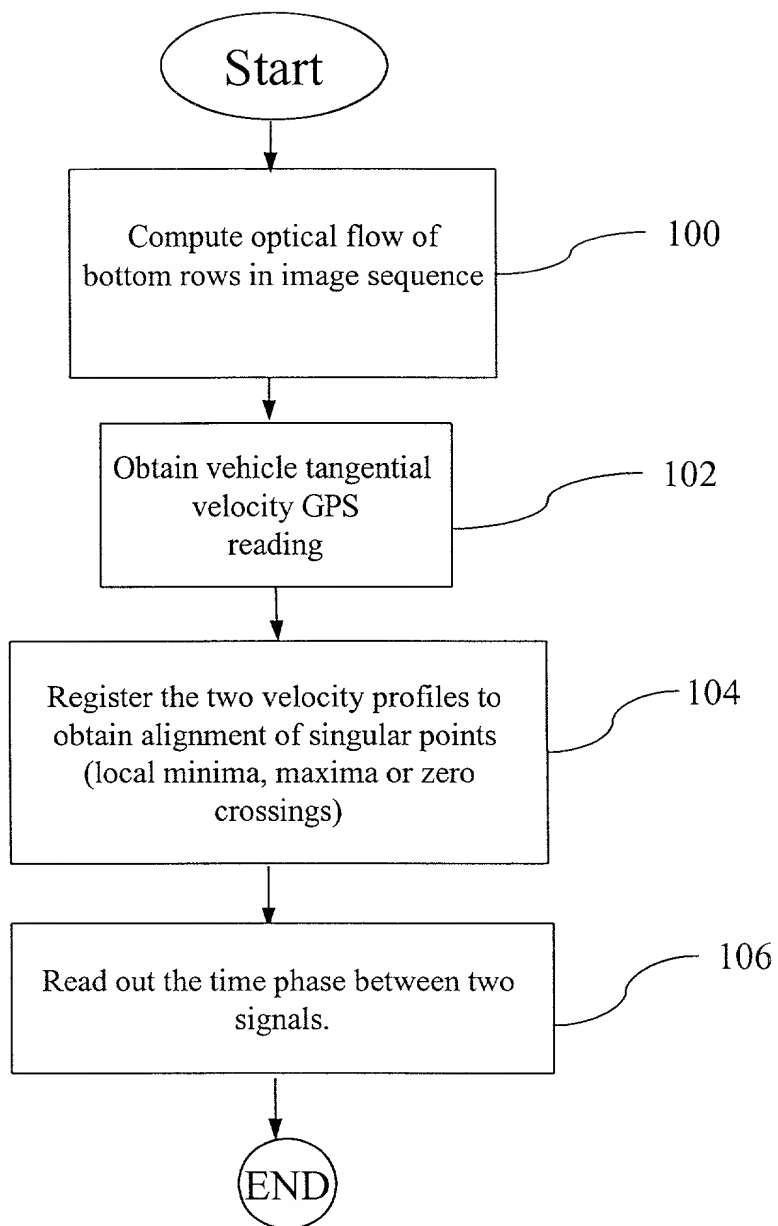 Start
Compute optical flow of
bottom rows in image sequence
100
Obtain vehicle tangential
velocity GPS
reading
102
Register the two velocity profiles to
obtain alignment of singular points
(local minima, maxima or zero
crossings)
104
Read out the time phase between two
signals.
106
END